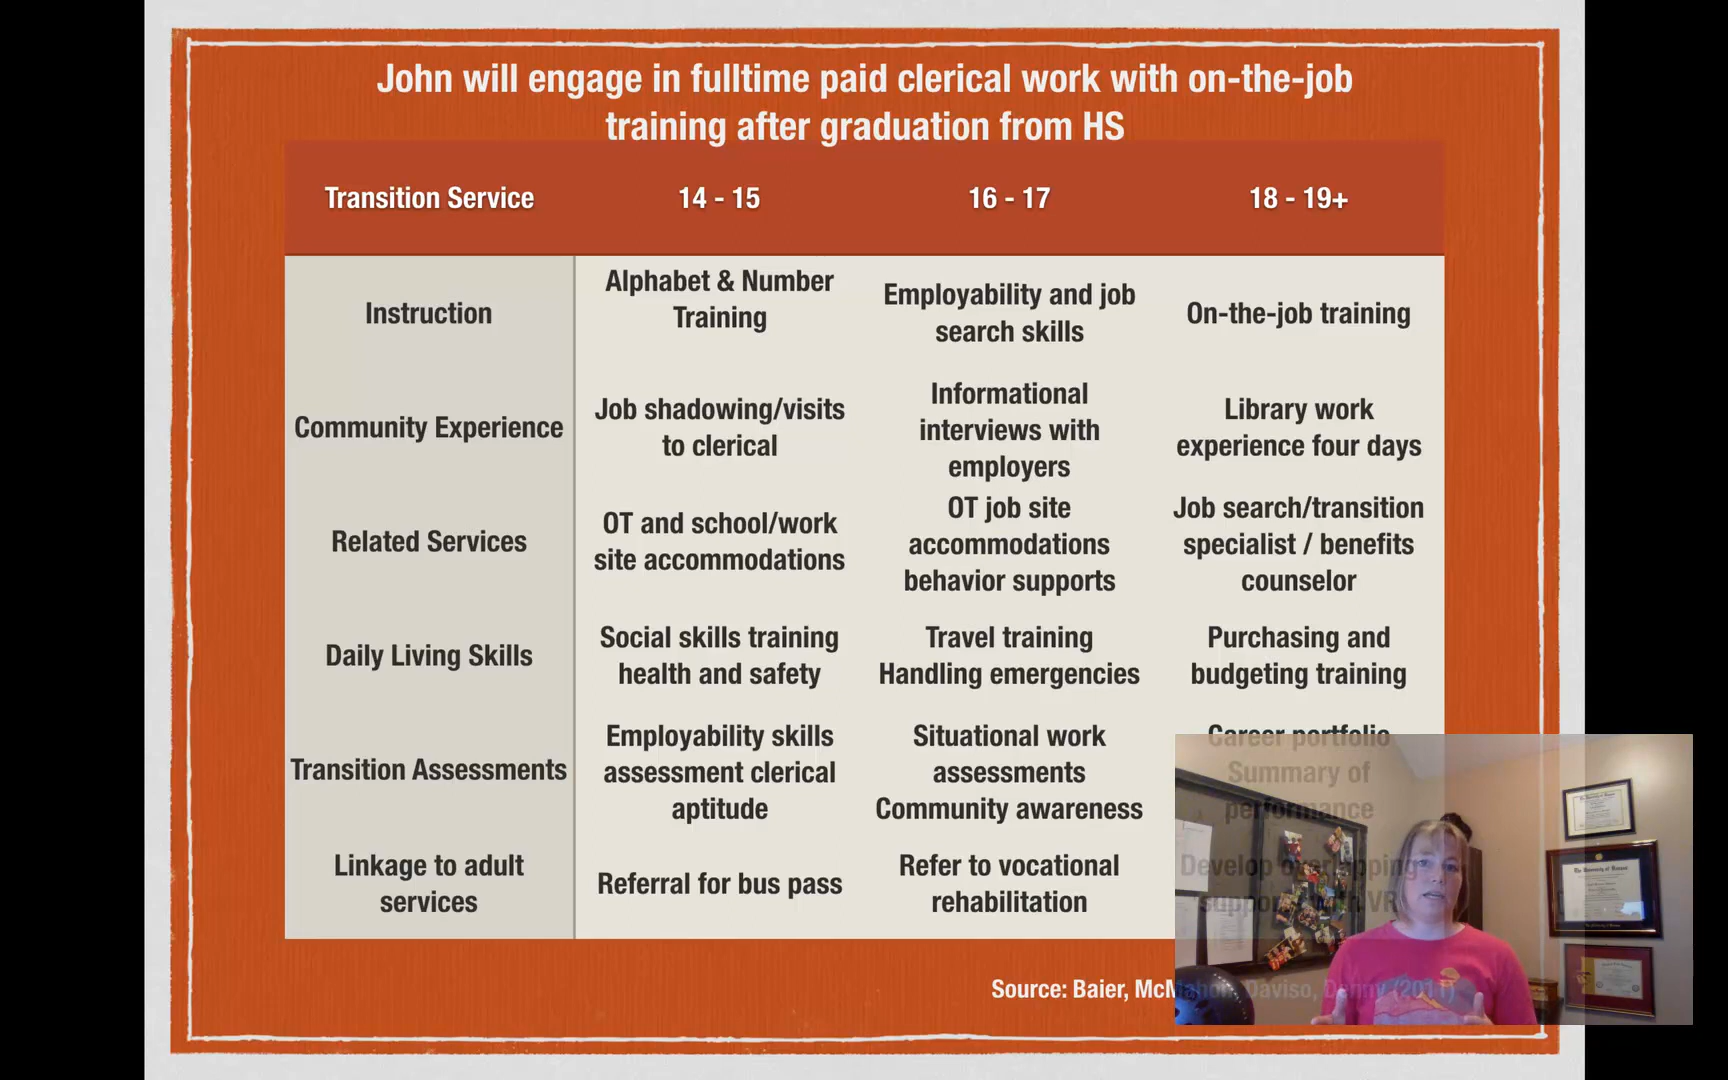 John will engage in fulltime paid clerical work with on-the-job
training after graduation from HS
Transition Service
14 - 15
16 - 17
18 - 19+
Instruction
Alphabet & Number
Training
Employability and job
search skills
On-the-job training
Community Experience
Job shadowing/visits
to clerical
Informational
interviews with
employers
Library work
experience four days
Related Services
OT and school/work
site accommodations
OT job site
accommodations
behavior supports
Job search/transition
specialist / benefits
counselor
Daily Living Skills
Social skills training
health and safety
Travel training
Handling emergencies
Purchasing and
budgeting training
Transition Assessments
Employability skills
assessment clerical
aptitude
Situational work
assessments
Community awareness
Career portfolio
Summary of
performance
Linkage to adult
services
Referral for bus pass
Refer to vocational
rehabilitation
Develop overlapping
support with VR
Source: Baier, McMahon, Daviso, Denny (2011)